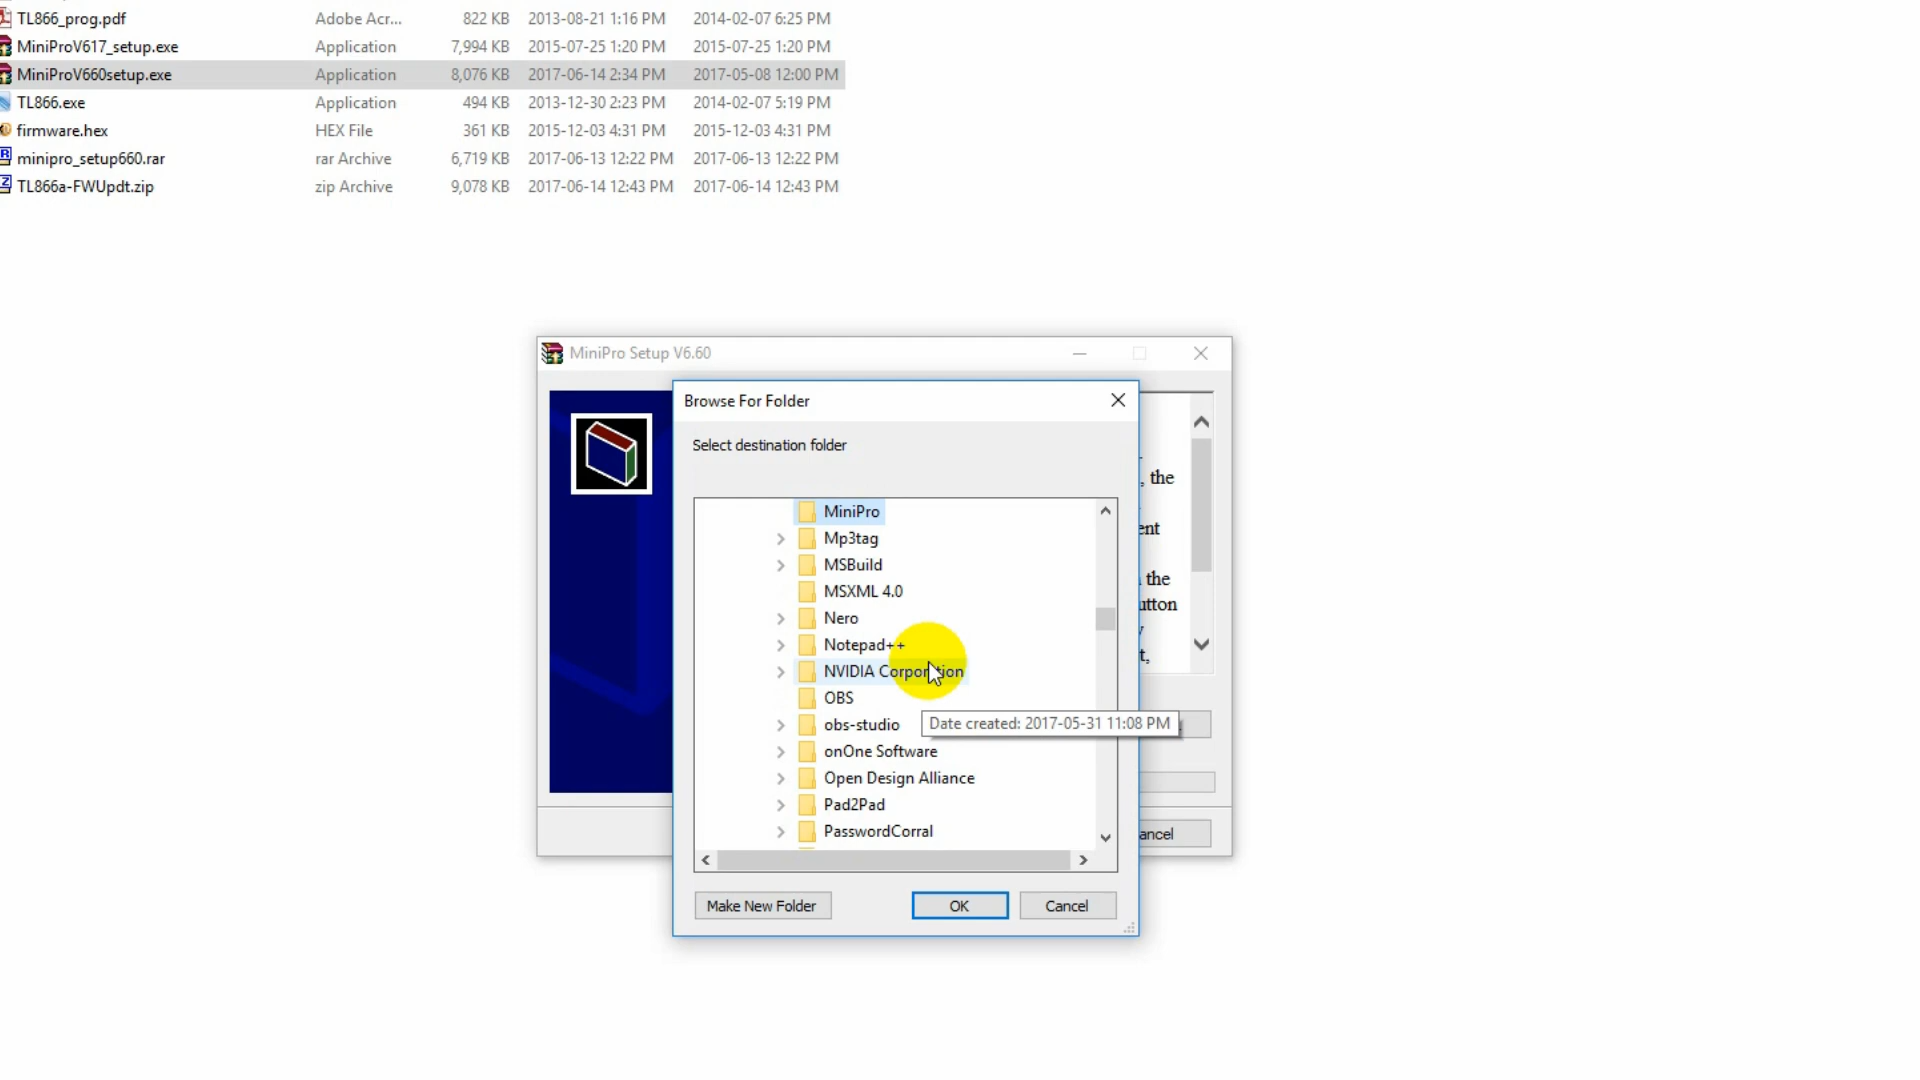 TL866_prog.pdf Adobe Acr... 822 KB 2013-08-21 1:16 PM 2014-02-07 6:25 PM
MiniProV617_setup.exe Application 7,994 KB 2015-07-25 1:20 PM 2015-07-25 1:20 PM
MiniProV660setup.exe Application 8,076 KB 2017-06-14 2:34 PM 2017-05-08 12:00 PM
TL866.exe Application 494 KB 2013-12-30 2:23 PM 2014-02-07 5:19 PM
firmware.hex HEX File 361 KB 2015-12-03 4:31 PM 2015-12-03 4:31 PM
minipro_setup660.rar rar Archive 6,719 KB 2017-06-13 12:22 PM 2017-06-13 12:22 PM
TL866a-FWUpdt.zip zip Archive 9,078 KB 2017-06-14 12:43 PM 2017-06-14 12:43 PM
MiniPro Setup V6.60
Browse For Folder
Select destination folder
MiniPro
Mp3tag
MSBuild
MSXML 4.0
Nero
Notepad++
NVIDIA Corporation
OBS
obs-studio
Date created: 2017-05-31 11:08 PM
onOne Software
Open Design Alliance
Pad2Pad
PasswordCorral
Make New Folder
OK
Cancel
, the
ent
the
utton
t,
ancel